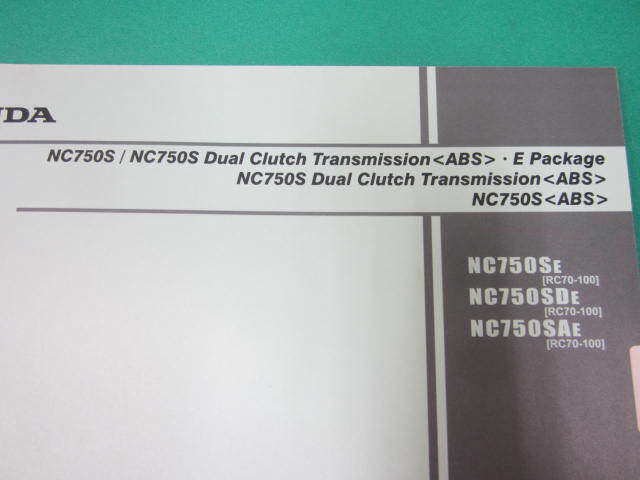 NDA
NC750S / NC750S Dual Clutch Transmission<ABS> · E Package
NC750S Dual Clutch Transmission<ABS>
NC750S<ABS>
NC750SE
[RC70-100]
NC750SDE
[RC70-100]
NC750SAE
[RC70-100]